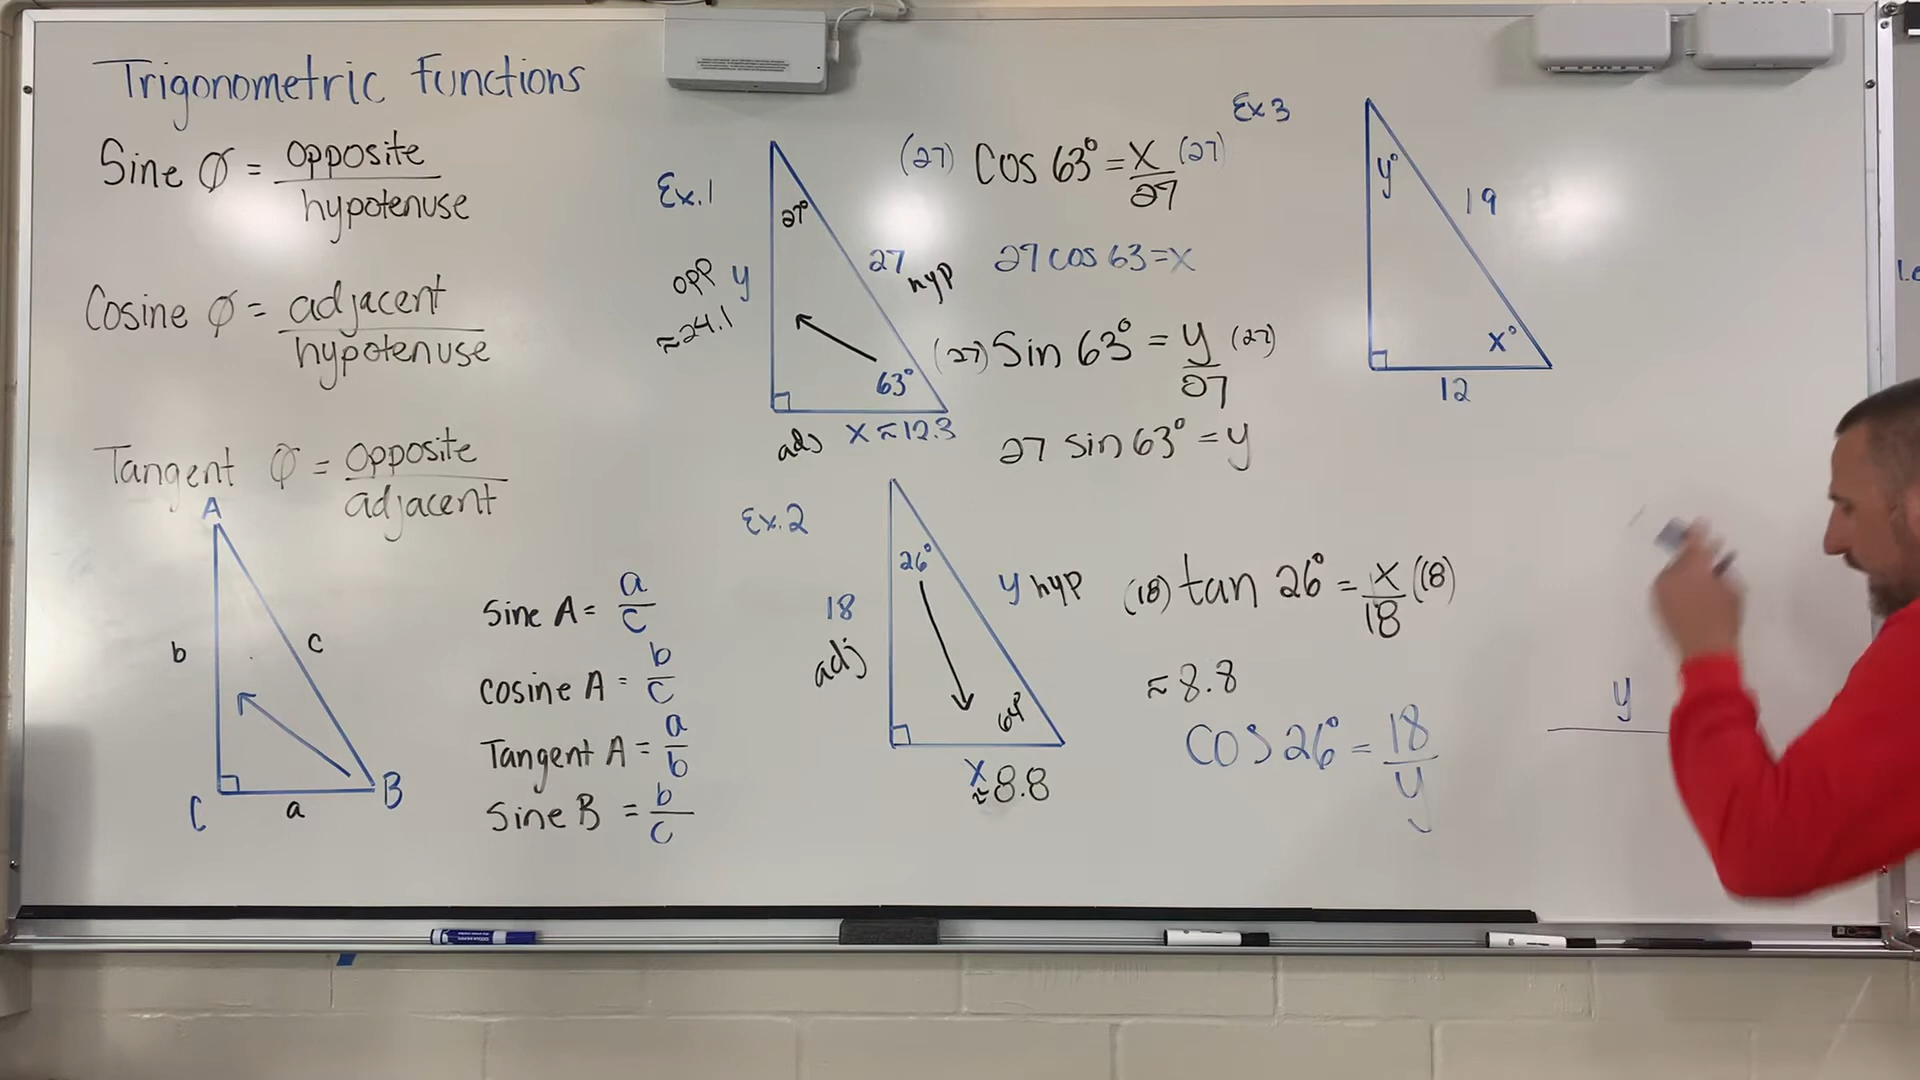 Trigonometric Functions
Sine Ø = opposite
hypotenuse
Cosine Ø = adjacent
hypotenuse
Tangent Ø = opposite
adjacent
A
b
c
C
a
B
Sine A = a
c
cosine A = b
c
Tangent A = a
b
Sine B = b
c
Ex.1
27°
opp y
≈24.1
27
hyp
63°
adj x ≈ 12.3
(27) Cos 63° = x (27)
27
27 cos 63 = x
(27) Sin 63° = y (27)
27
27 sin 63° = y
Ex.2
26°
18
adj
y hyp
64°
x
≈8.8
(18) tan 26° = x (18)
18
≈ 8.8
cos 26° = 18
y
y
Ex 3
y°
19
x°
12